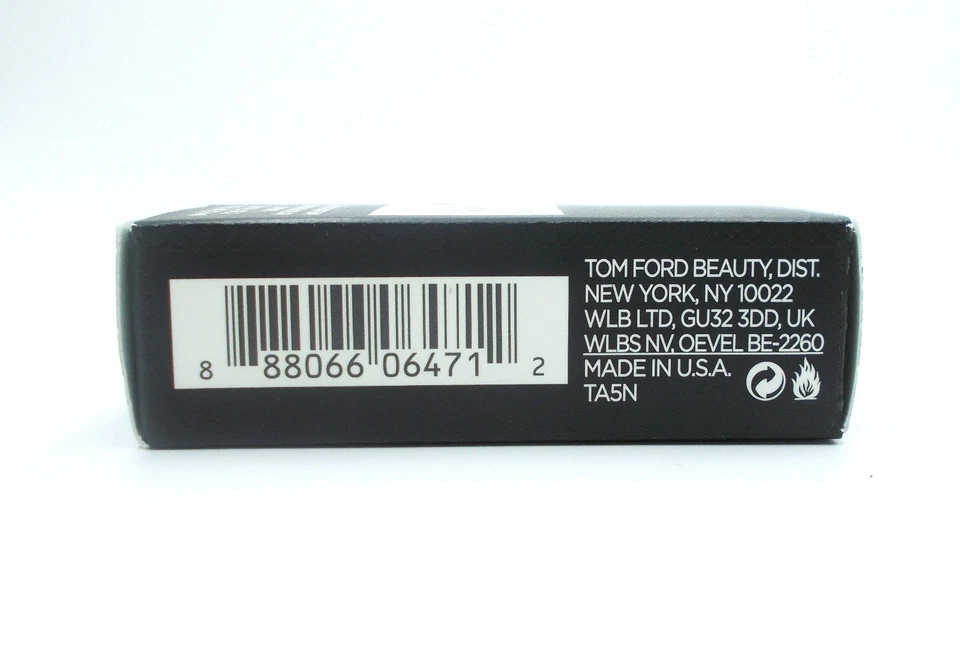 8 88066 06471 2
TOM FORD BEAUTY, DIST.
NEW YORK, NY 10022
WLB LTD, GU32 3DD, UK
WLBS NV. OEVEL BE-2260
MADE IN U.S.A.
TA5N